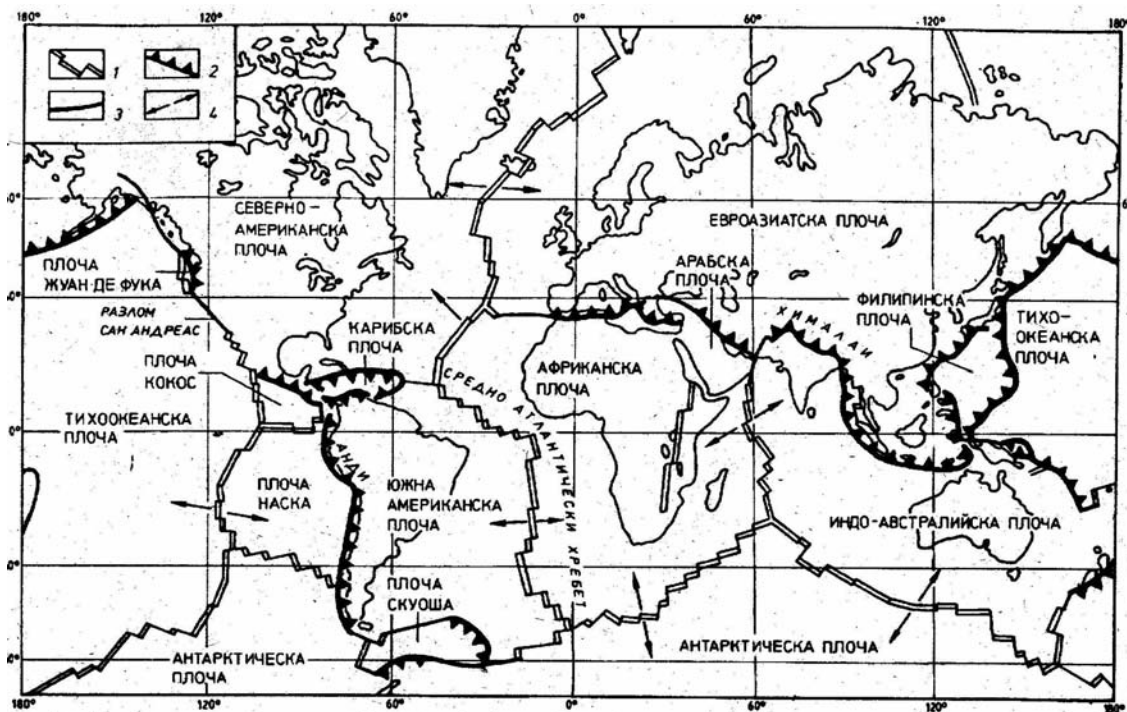 180°
120°
60°
0°
60°
120°
180°
1
2
3
4
СЕВЕРНО-
АМЕРИКАНСКА
ПЛОЧА
ЕВРОАЗИАТСКА ПЛОЧА
ПЛОЧА
ЖУАН ДЕ ФУКА
АРАБСКА
ПЛОЧА
РАЗЛОМ
САН АНДРЕАС
КАРИБСКА
ПЛОЧА
ХИМАЛАИ
ФИЛИПИНСКА
ПЛОЧА
ТИХО-
ОКЕАНСКА
ПЛОЧА
ПЛОЧА
КОКОС
АФРИКАНСКА
ПЛОЧА
СРЕДНО АТЛАНТИЧЕСКИ ХРЕБЕТ
ТИХООКЕАНСКА
ПЛОЧА
0°
АНДИ
ПЛОЧА
НАСКА
ЮЖНА
АМЕРИКАНСКА
ПЛОЧА
ИНДО-АВСТРАЛИЙСКА ПЛОЧА
ПЛОЧА
СКУОША
АНТАРКТИЧЕСКА
ПЛОЧА
АНТАРКТИЧЕСКА ПЛОЧА
180°
120°
60°
0°
60°
120°
180°